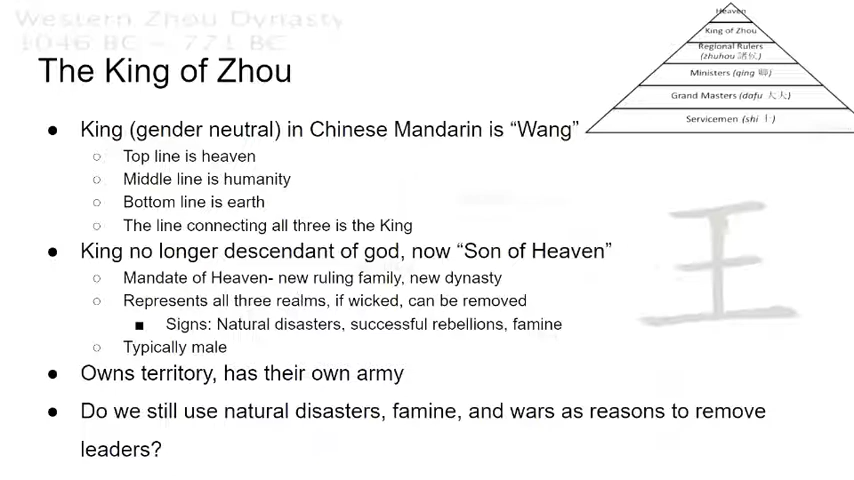 Western Zhou Dynasty
1046 BC – 771 BC
The King of Zhou
Heaven
King of Zhou
Regional Rulers
(zhuhou 諸侯)
Ministers (qing 卿)
Grand Masters (dafu 大夫)
Servicemen (shi 士)
● King (gender neutral) in Chinese Mandarin is “Wang”
○ Top line is heaven
○ Middle line is humanity
○ Bottom line is earth
○ The line connecting all three is the King
● King no longer descendant of god, now “Son of Heaven”
○ Mandate of Heaven- new ruling family, new dynasty
○ Represents all three realms, if wicked, can be removed
■ Signs: Natural disasters, successful rebellions, famine
○ Typically male
● Owns territory, has their own army
● Do we still use natural disasters, famine, and wars as reasons to remove
leaders?
王